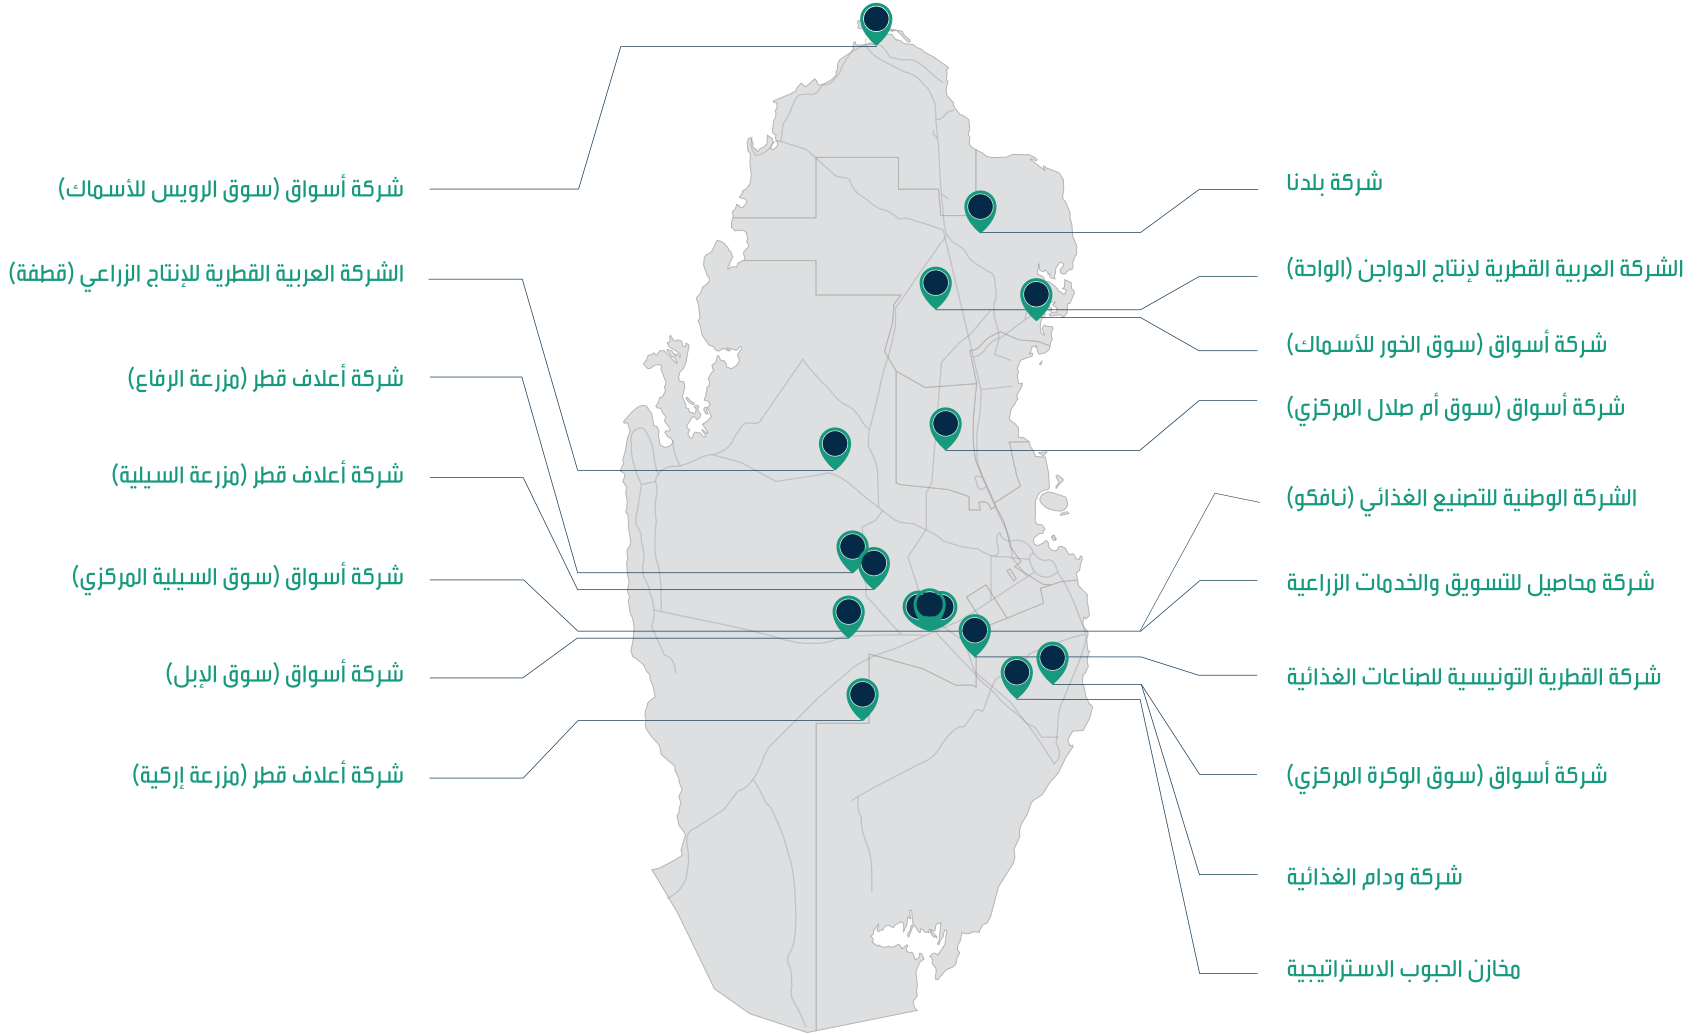 شركة بلدنا
الشركة العربية القطرية لإنتاج الدواجن (الواحة)
شركة أسواق (سوق الخور للأسماك)
شركة أسواق (سوق أم صلال المركزي)
الشركة الوطنية للتصنيع الغذائي (نافكو)
شركة محاصيل للتسويق والخدمات الزراعية
شركة القطرية التونيسية للصناعات الغذائية
شركة أسواق (سوق الوكرة المركزي)
شركة ودام الغذائية
مخازن الحبوب الاستراتيجية
شركة أسواق (سوق الرويس للأسماك)
الشركة العربية القطرية للإنتاج الزراعي (قطفة)
شركة أعلاف قطر (مزرعة الرفاع)
شركة أعلاف قطر (مزرعة السيلية)
شركة أسواق (سوق السيلية المركزي)
شركة أسواق (سوق الإبل)
شركة أعلاف قطر (مزرعة إركية)